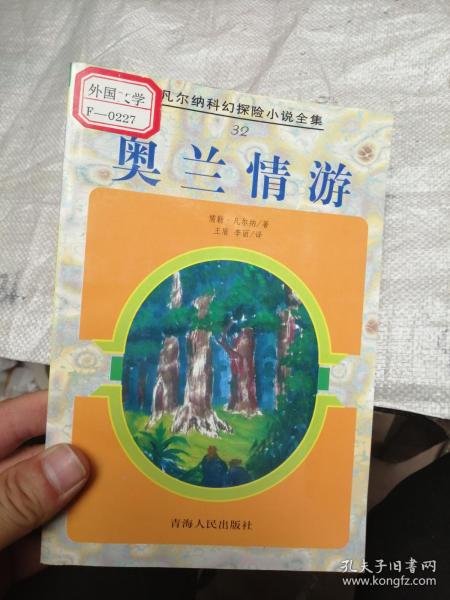 外国文学
F—0227
凡尔纳科幻探险小说全集
32
奥兰情游
儒勒·凡尔纳/著
王眉 李丽/译
青海人民出版社
孔夫子旧书网
www.kongfz.com